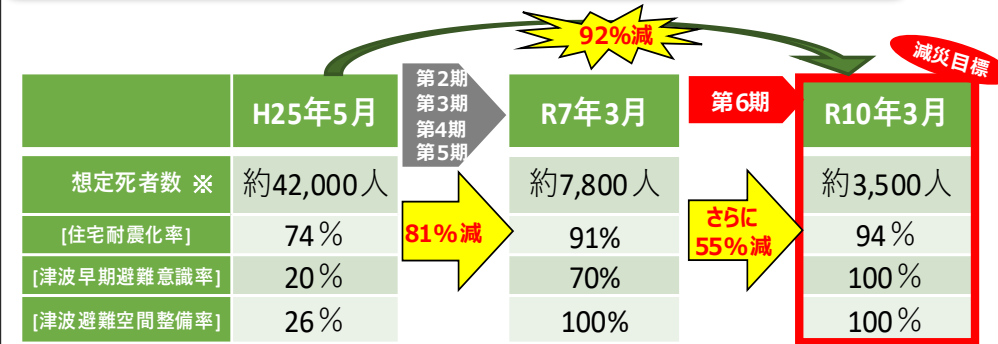 92%減
減災目標
H25年5月
第2期
第3期
第4期
第5期
R7年3月
第6期
R10年3月
想定死者数 ※
約42,000人
約7,800人
約3,500人
[住宅耐震化率]
74%
81%減
91%
さらに
55%減
94%
[津波早期避難意識率]
20%
70%
100%
[津波避難空間整備率]
26%
100%
100%